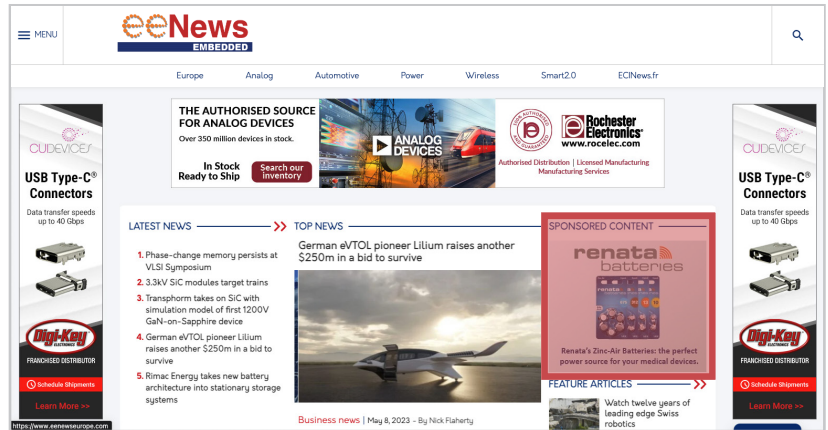 MENU
eeNews
EMBEDDED
Europe
Analog
Automotive
Power
Wireless
Smart2.0
ECINews.fr
CUIDEVICES
USB Type-C®
Connectors
Data transfer speeds
up to 40 Gbps
Digi-Key
ELECTRONICS
FRANCHISED DISTRIBUTOR
Schedule Shipments
Learn More >>
https://www.eenewseurope.com
THE AUTHORISED SOURCE
FOR ANALOG DEVICES
Over 350 million devices in stock.
In Stock
Ready to Ship
Search our
inventory
ANALOG
DEVICES
100% AUTHORISED
AND GUARANTEED
Rochester
Electronics®
www.rocelec.com
Authorised Distribution | Licensed Manufacturing
Manufacturing Services
LATEST NEWS
1. Phase-change memory persists at
VLSI Symposium
2. 3.3kV SiC modules target trains
3. Transphorm takes on SiC with
simulation model of first 1200V
GaN-on-Sapphire device
4. German eVTOL pioneer Lilium
raises another $250m in a bid to
survive
5. Rimac Energy takes new battery
architecture into stationary storage
systems
TOP NEWS
German eVTOL pioneer Lilium raises another
$250m in a bid to survive
Business news | May 8, 2023 - By Nick Flaherty
SPONSORED CONTENT
renata
batteries
renata
Renata's Zinc-Air Batteries: the perfect
power source for your medical devices.
FEATURE ARTICLES
Watch twelve years of
leading edge Swiss
robotics
CUIDEVICES
USB Type-C®
Connectors
Data transfer speeds
up to 40 Gbps
Digi-Key
ELECTRONICS
FRANCHISED DISTRIBUTOR
Schedule Shipments
Learn More >>